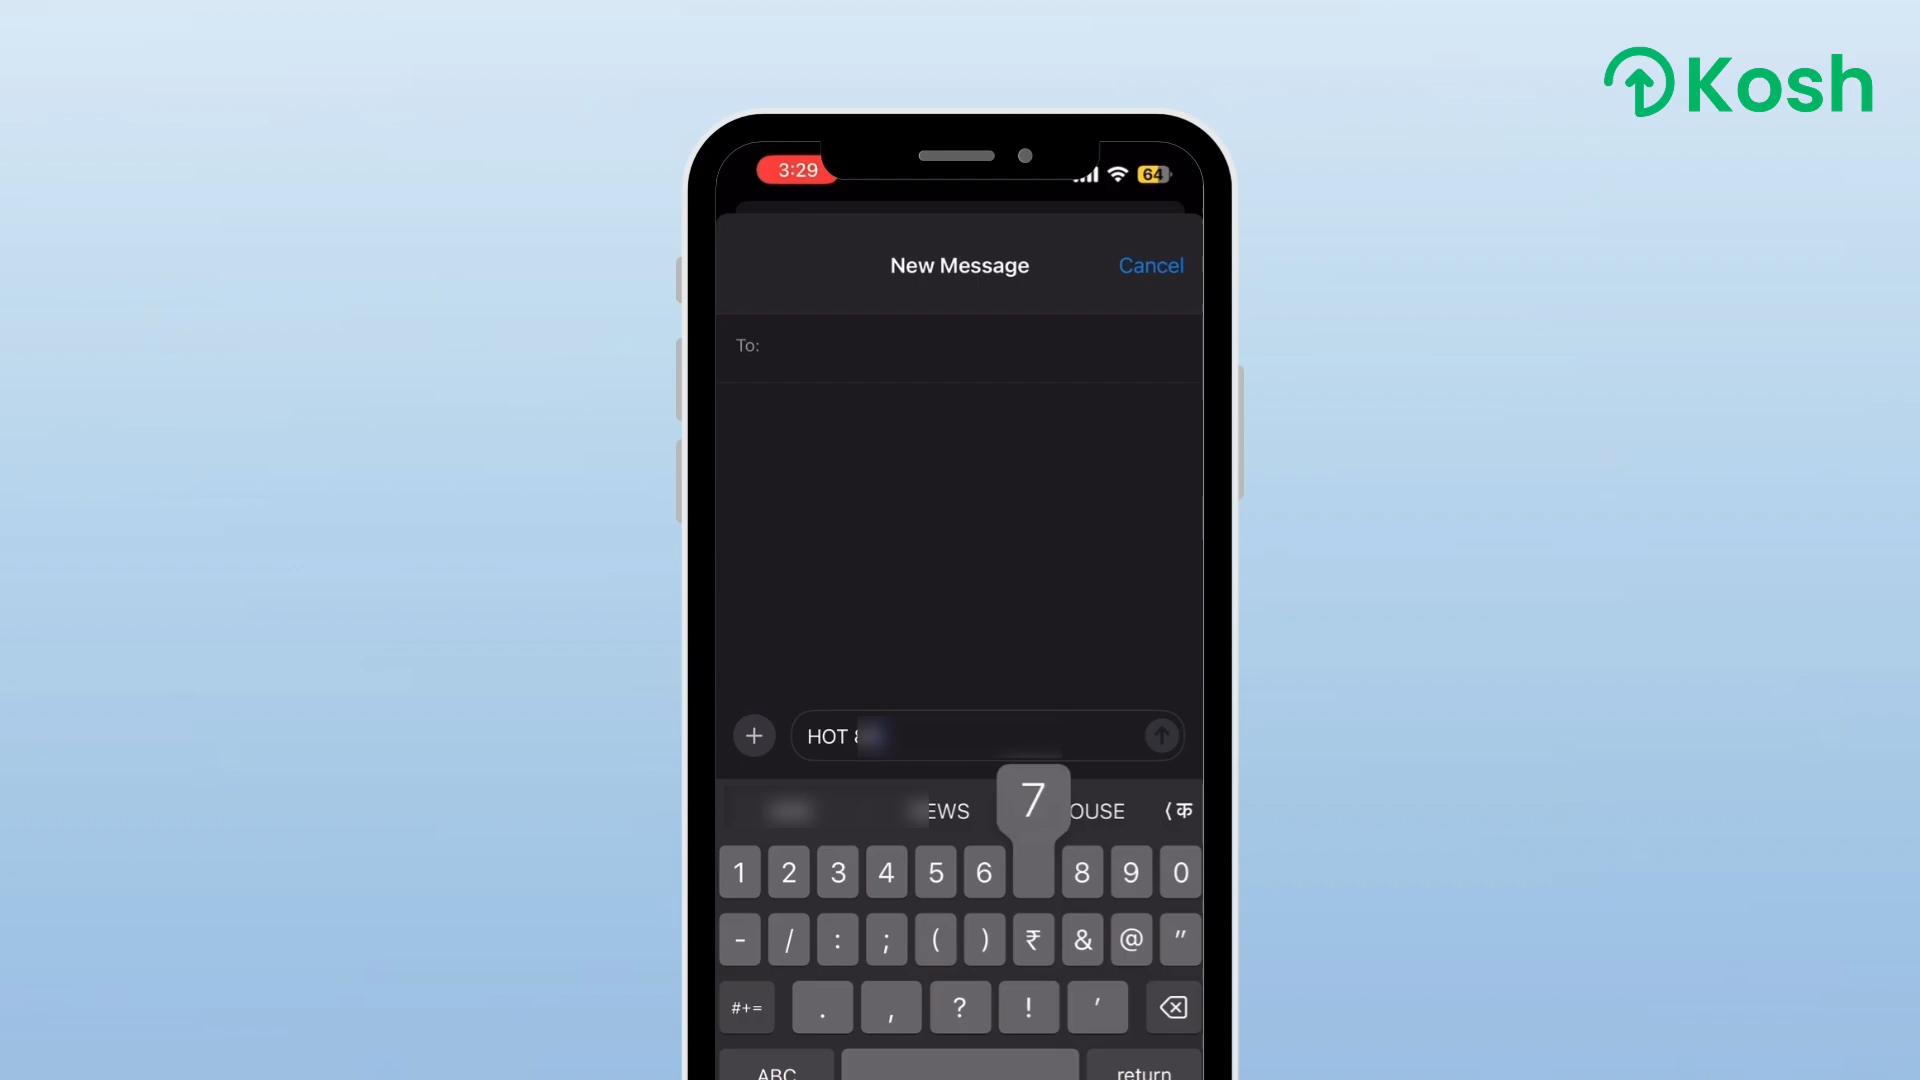 Kosh
3:29
64
New Message
Cancel
To:
HOT
7
EWS
OUSE
⟨क
1 2 3 4 5 6 8 9 0
- / : ; ( ) ₹ & @ "
#+= . , ? ! '
ABC
return